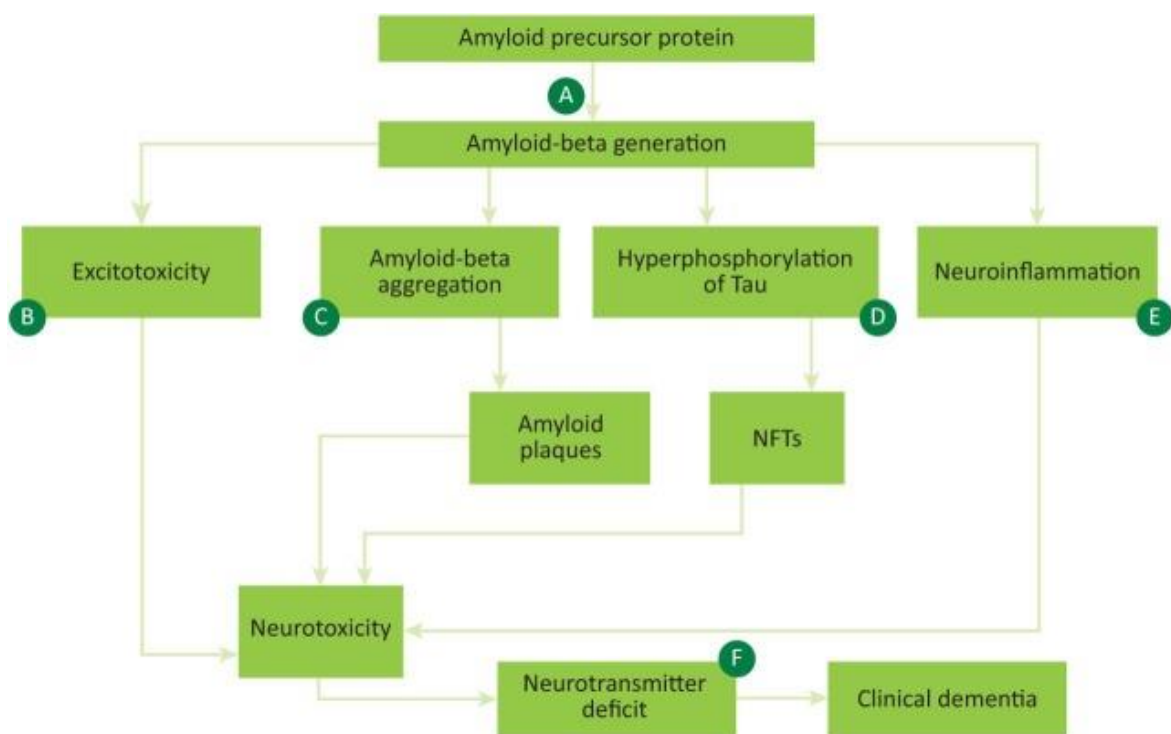 Amyloid precursor protein
A
Amyloid-beta generation
Excitotoxicity
B
Amyloid-beta
aggregation
C
Hyperphosphorylation
of Tau
D
Neuroinflammation
E
Amyloid
plaques
NFTs
Neurotoxicity
F
Neurotransmitter
deficit
Clinical dementia